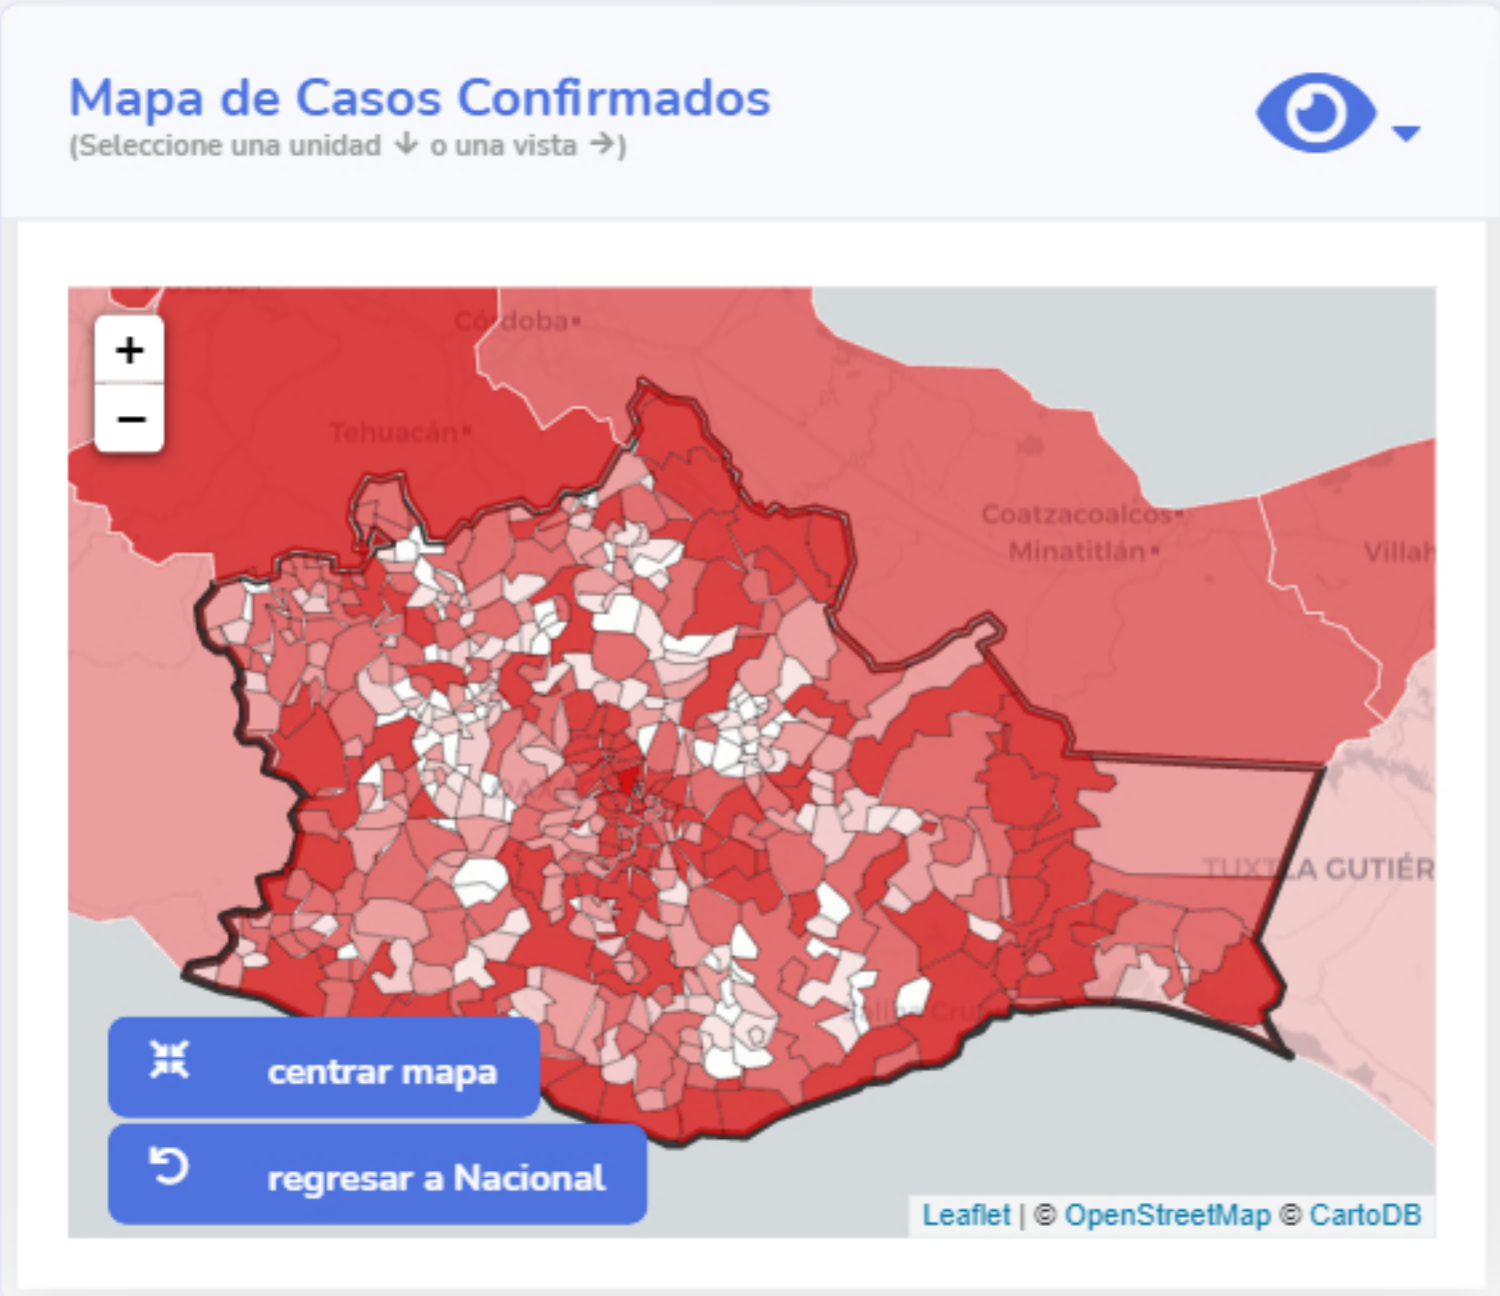 Mapa de Casos Confirmados
(Seleccione una unidad ↓ o una vista →)
+
−
Córdoba
Tehuacán
Coatzacoalcos
Minatitlán
Villah
TUXTLA GUTIÉR
centrar mapa
regresar a Nacional
Leaflet | © OpenStreetMap © CartoDB